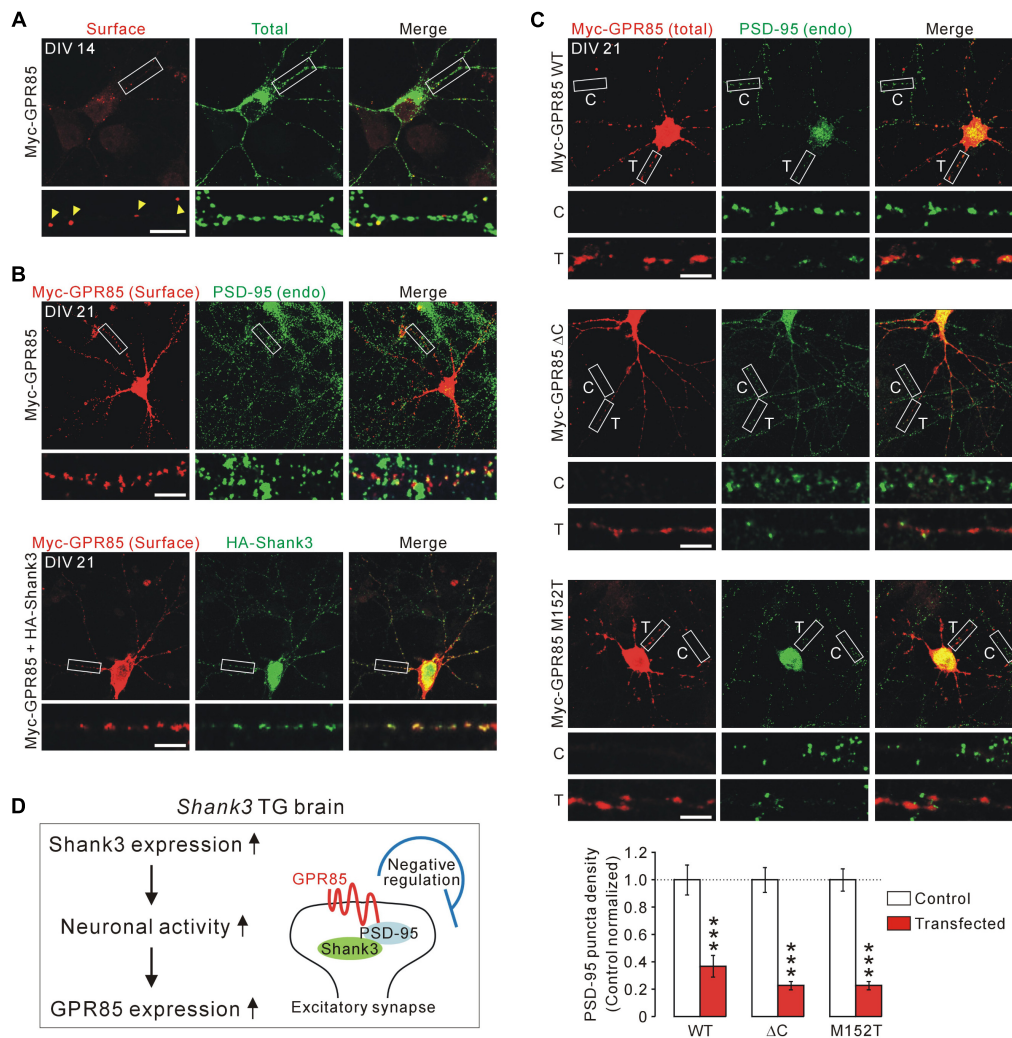 A
Surface Total Merge
DIV 14
Myc-GPR85
B
Myc-GPR85 (Surface) PSD-95 (endo) Merge
DIV 21
Myc-GPR85
Myc-GPR85 (Surface) HA-Shank3 Merge
DIV 21
Myc-GPR85 + HA-Shank3
C
Myc-GPR85 (total) PSD-95 (endo) Merge
DIV 21
Myc-GPR85 WT
C C C
T T T
C
T
Myc-GPR85 ΔC
C C C
T T T
C
T
Myc-GPR85 M152T
T T T
C C C
C
T
PSD-95 puncta density
(Control normalized)
1.2
1.0
0.8
0.6
0.4
0.2
0
*** *** ***
WT ΔC M152T
Control
Transfected
D
Shank3 TG brain
Shank3 expression
Neuronal activity
GPR85 expression
GPR85
Negative
regulation
PSD-95
Shank3
Excitatory synapse